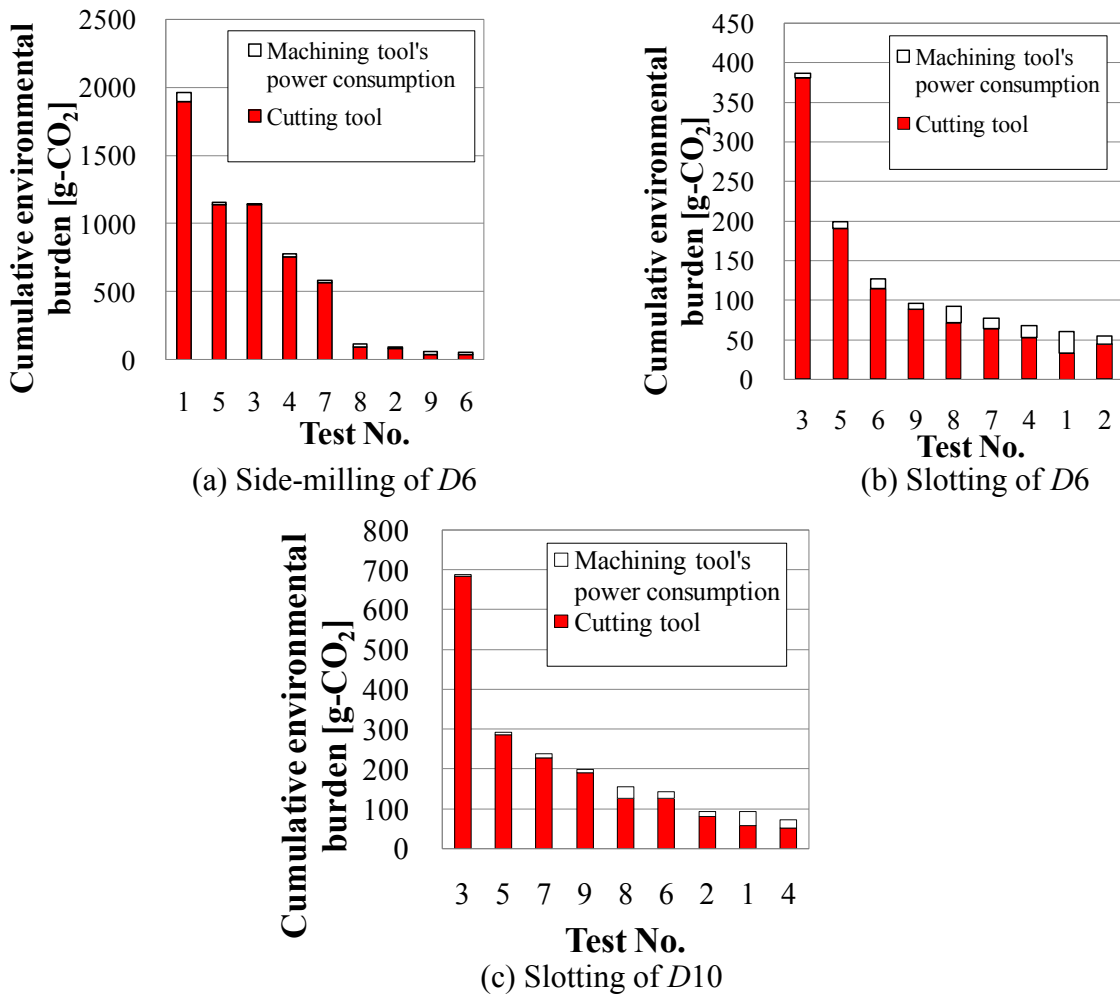 Cumulative environmental
burden [g-CO₂]
2500
2000
1500
1000
500
0
Machining tool's
power consumption
Cutting tool
1 5 3 4 7 8 2 9 6
Test No.
(a) Side-milling of D6
Cumulativ environmental
burden [g-CO₂]
450
400
350
300
250
200
150
100
50
0
Machining tool's
power consumption
Cutting tool
3 5 6 9 8 7 4 1 2
Test No.
(b) Slotting of D6
Cumulative environmental
burden [g-CO₂]
800
700
600
500
400
300
200
100
0
Machining tool's
power consumption
Cutting tool
3 5 7 9 8 6 2 1 4
Test No.
(c) Slotting of D10